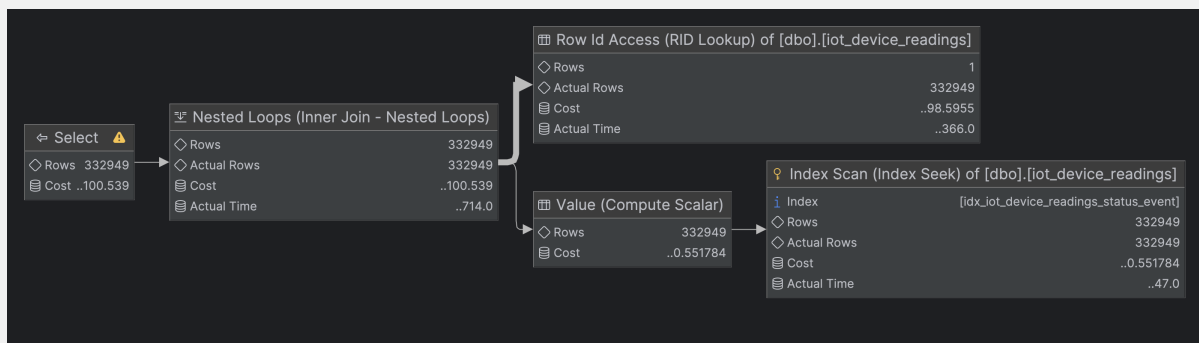 Select
Rows 332949
Cost ..100.539
Nested Loops (Inner Join - Nested Loops)
Rows 332949
Actual Rows 332949
Cost ..100.539
Actual Time ..714.0
Row Id Access (RID Lookup) of [dbo].[iot_device_readings]
Rows 1
Actual Rows 332949
Cost ..98.5955
Actual Time ..366.0
Value (Compute Scalar)
Rows 332949
Cost ..0.551784
Index Scan (Index Seek) of [dbo].[iot_device_readings]
Index [idx_iot_device_readings_status_event]
Rows 332949
Actual Rows 332949
Cost ..0.551784
Actual Time ..47.0